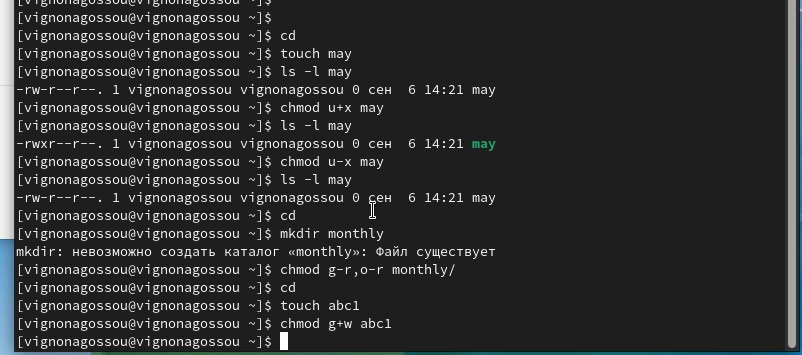 [vignonagossou@vignonagossou ~]$
[vignonagossou@vignonagossou ~]$ cd
[vignonagossou@vignonagossou ~]$ touch may
[vignonagossou@vignonagossou ~]$ ls -l may
-rw-r--r--. 1 vignonagossou vignonagossou 0 сен  6 14:21 may
[vignonagossou@vignonagossou ~]$ chmod u+x may
[vignonagossou@vignonagossou ~]$ ls -l may
-rwxr--r--. 1 vignonagossou vignonagossou 0 сен  6 14:21 may
[vignonagossou@vignonagossou ~]$ chmod u-x may
[vignonagossou@vignonagossou ~]$ ls -l may
-rw-r--r--. 1 vignonagossou vignonagossou 0 сен  6 14:21 may
[vignonagossou@vignonagossou ~]$ cd
[vignonagossou@vignonagossou ~]$ mkdir monthly
mkdir: невозможно создать каталог «monthly»: Файл существует
[vignonagossou@vignonagossou ~]$ chmod g-r,o-r monthly/
[vignonagossou@vignonagossou ~]$ cd
[vignonagossou@vignonagossou ~]$ touch abc1
[vignonagossou@vignonagossou ~]$ chmod g+w abc1
[vignonagossou@vignonagossou ~]$